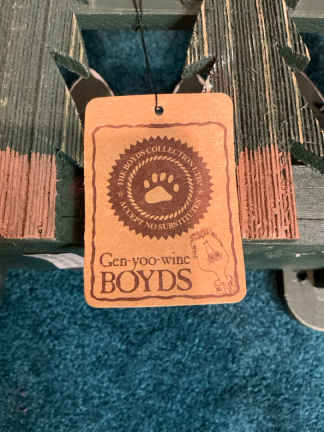 THE BOYDS COLLECTION LTD.
ACCEPT NO SUBSTITUTES
Gen-yoo-wine
BOYDS